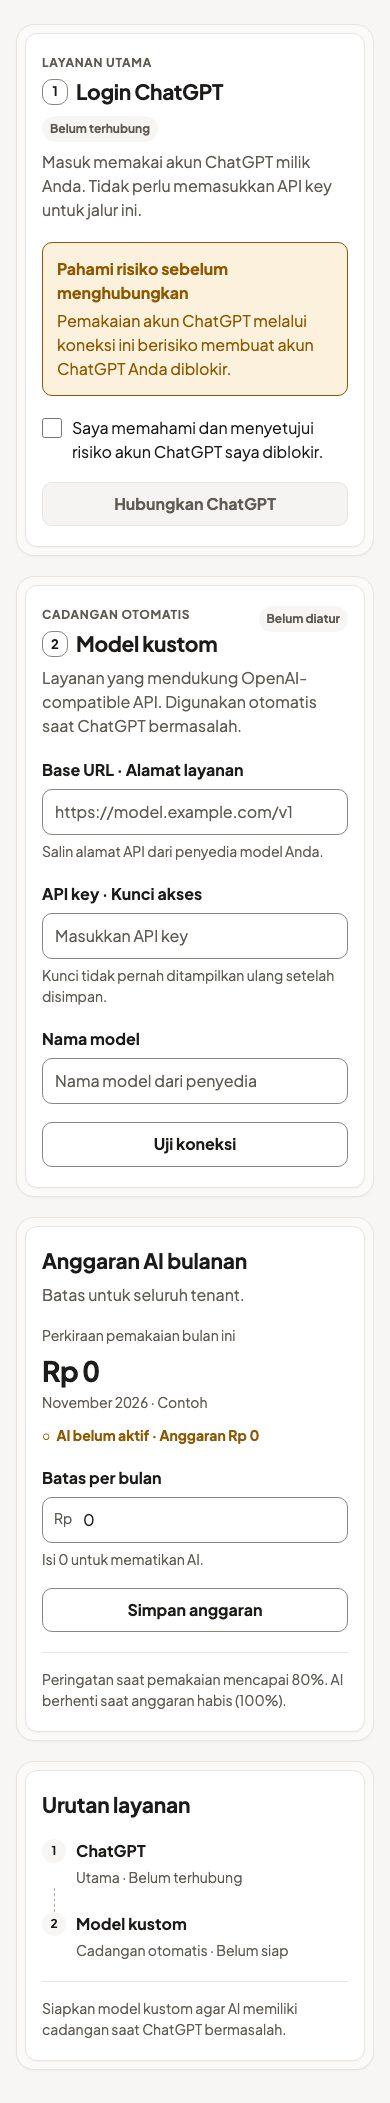 LAYANAN UTAMA
1 Login ChatGPT
Belum terhubung
Masuk memakai akun ChatGPT milik
Anda. Tidak perlu memasukkan API key
untuk jalur ini.
Pahami risiko sebelum
menghubungkan
Pemakaian akun ChatGPT melalui
koneksi ini berisiko membuat akun
ChatGPT Anda diblokir.
Saya memahami dan menyetujui
risiko akun ChatGPT saya diblokir.
Hubungkan ChatGPT
CADANGAN OTOMATIS
Belum diatur
2 Model kustom
Layanan yang mendukung OpenAI-
compatible API. Digunakan otomatis
saat ChatGPT bermasalah.
Base URL · Alamat layanan
https://model.example.com/v1
Salin alamat API dari penyedia model Anda.
API key · Kunci akses
Masukkan API key
Kunci tidak pernah ditampilkan ulang setelah
disimpan.
Nama model
Nama model dari penyedia
Uji koneksi
Anggaran AI bulanan
Batas untuk seluruh tenant.
Perkiraan pemakaian bulan ini
Rp 0
November 2026 · Contoh
○ AI belum aktif · Anggaran Rp 0
Batas per bulan
Rp 0
Isi 0 untuk mematikan AI.
Simpan anggaran
Peringatan saat pemakaian mencapai 80%. AI
berhenti saat anggaran habis (100%).
Urutan layanan
1 ChatGPT
Utama · Belum terhubung
2 Model kustom
Cadangan otomatis · Belum siap
Siapkan model kustom agar AI memiliki
cadangan saat ChatGPT bermasalah.